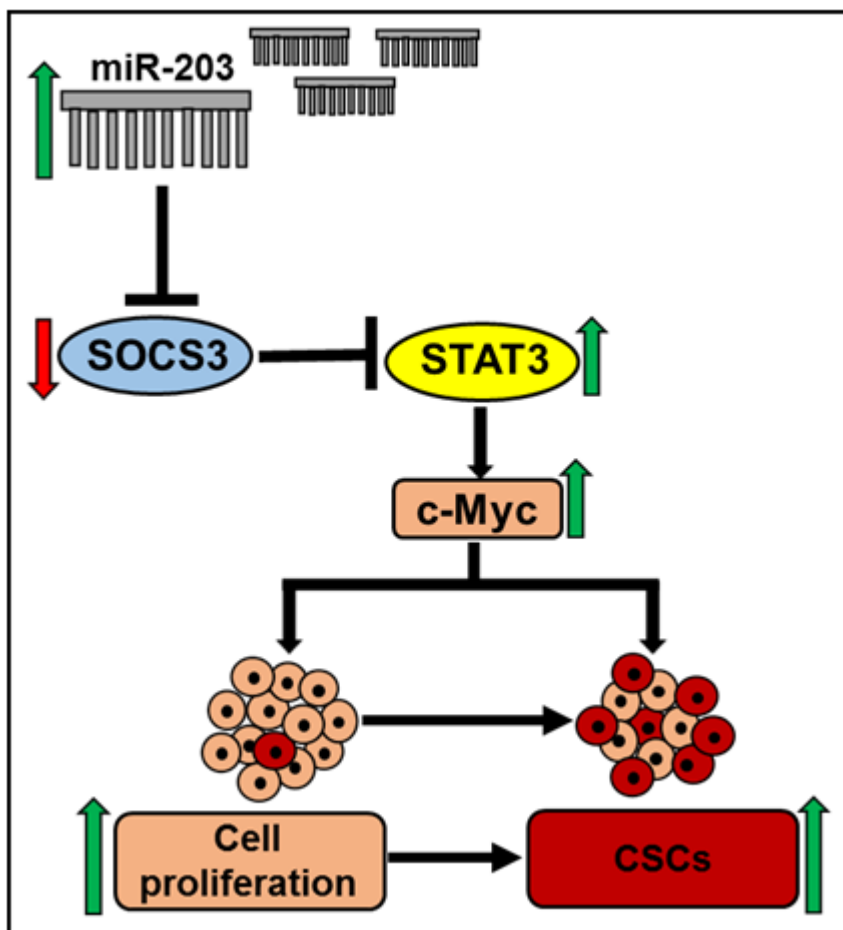 miR-203
SOCS3
STAT3
c-Myc
Cell
proliferation
CSCs